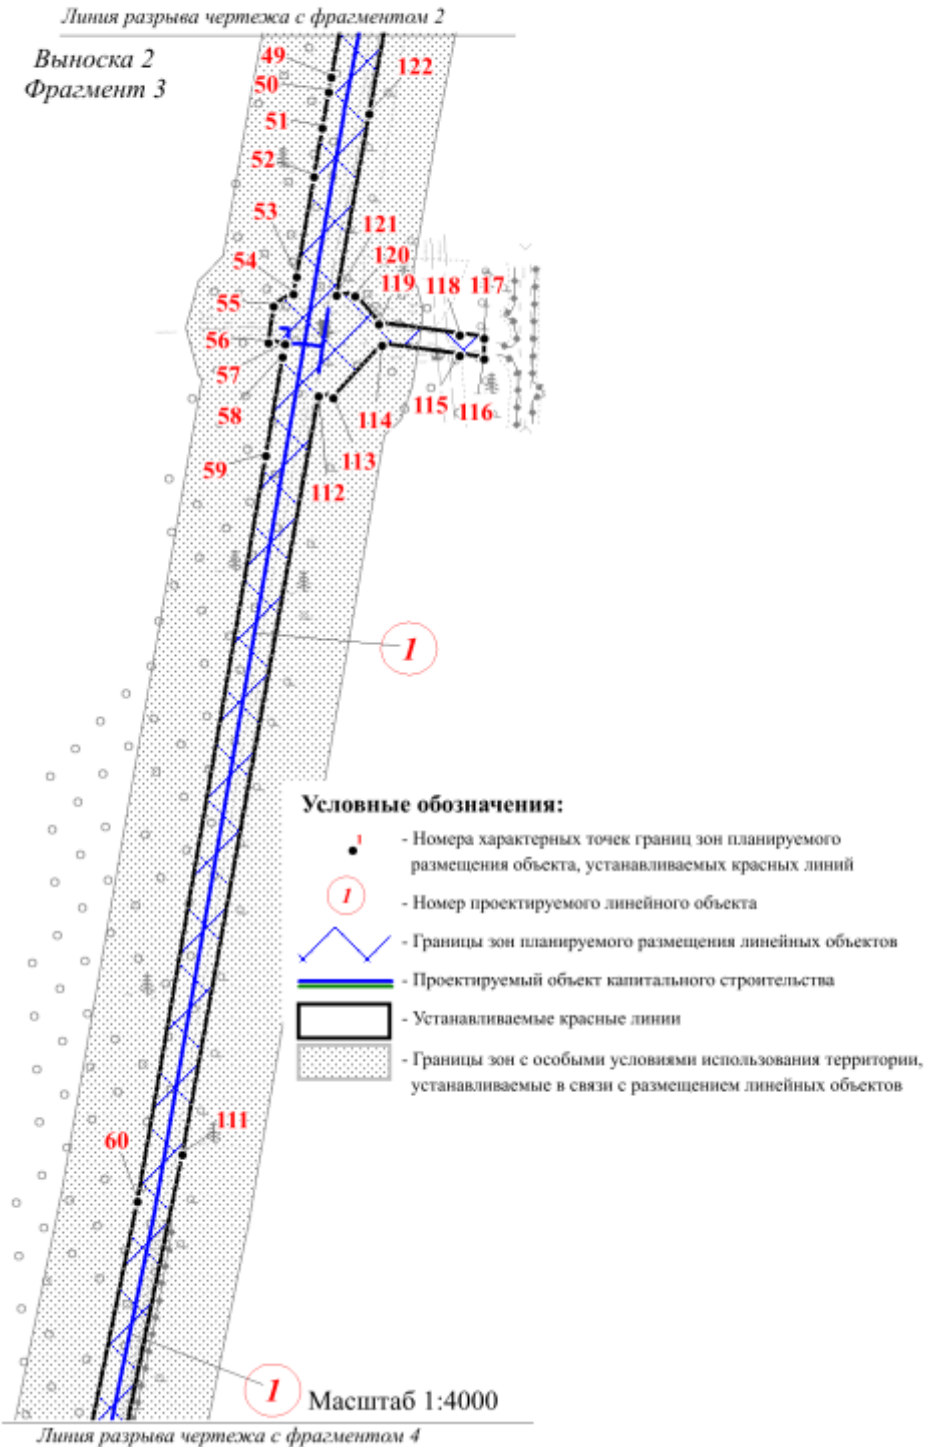 Линия разрыва чертежа с фрагментом 2
Выноска 2
Фрагмент 3
49
50
51
52
53
54
55
56
57
58
59
122
121
120
119
118
117
116
115
114
113
112
1
Условные обозначения:
1
- Номера характерных точек границ зон планируемого
размещения объекта, устанавливаемых красных линий
1
- Номер проектируемого линейного объекта
- Границы зон планируемого размещения линейных объектов
- Проектируемый объект капитального строительства
- Устанавливаемые красные линии
- Границы зон с особыми условиями использования территории,
устанавливаемые в связи с размещением линейных объектов
60
111
1
Масштаб 1:4000
Линия разрыва чертежа с фрагментом 4